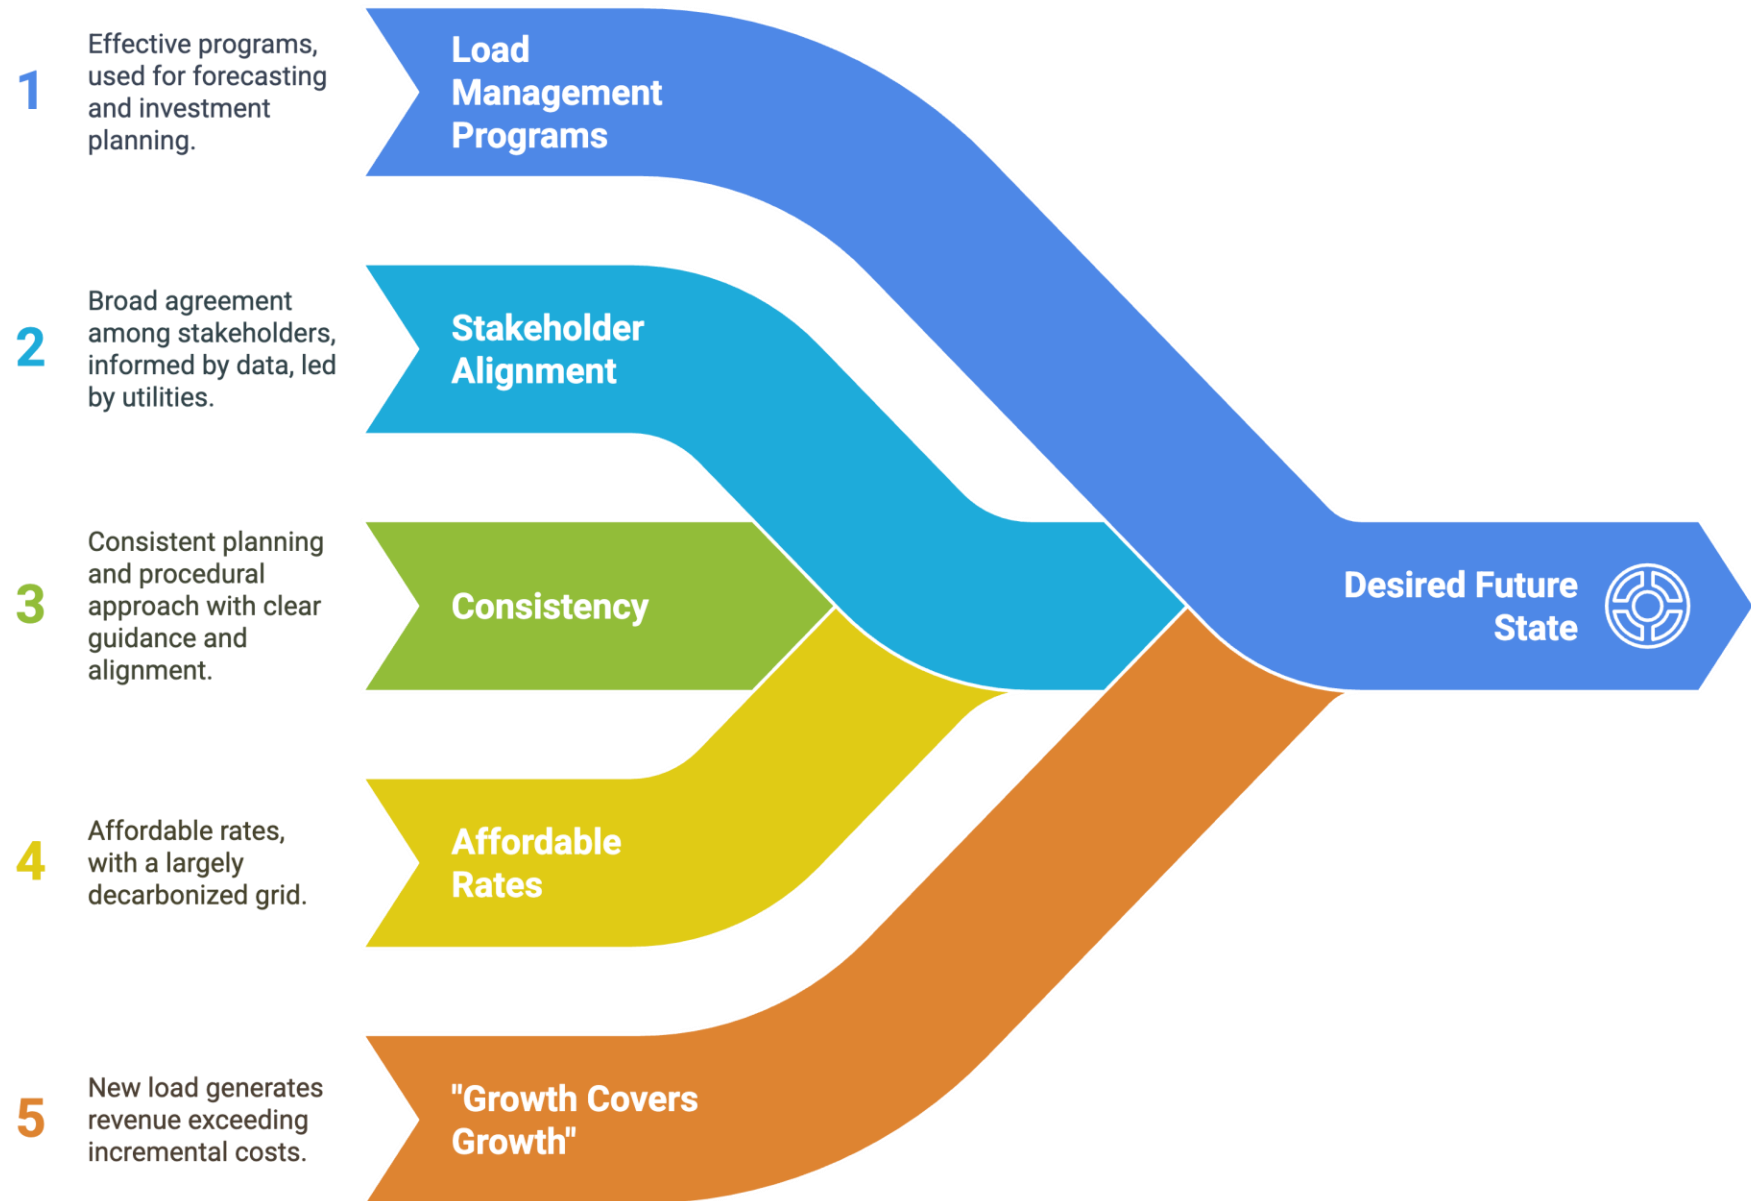 1
Effective programs,
used for forecasting
and investment
planning.
Load
Management
Programs
2
Broad agreement
among stakeholders,
informed by data, led
by utilities.
Stakeholder
Alignment
3
Consistent planning
and procedural
approach with clear
guidance and
alignment.
Consistency
Desired Future
State
4
Affordable rates,
with a largely
decarbonized grid.
Affordable
Rates
5
New load generates
revenue exceeding
incremental costs.
"Growth Covers
Growth"